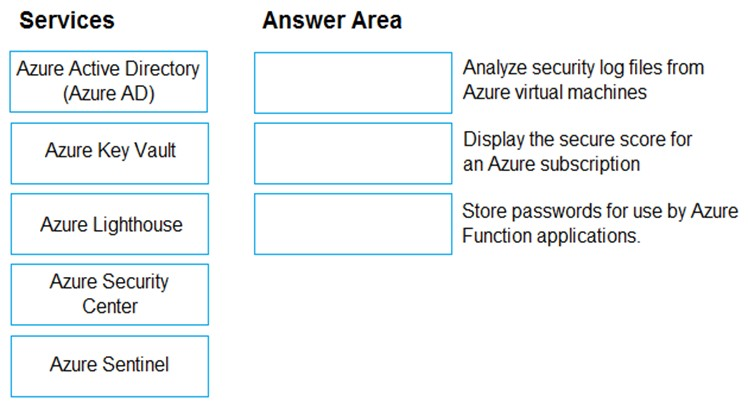 Services
Azure Active Directory
(Azure AD)
Azure Key Vault
Azure Lighthouse
Azure Security
Center
Azure Sentinel
Answer Area
Analyze security log files from
Azure virtual machines
Display the secure score for
an Azure subscription
Store passwords for use by Azure
Function applications.